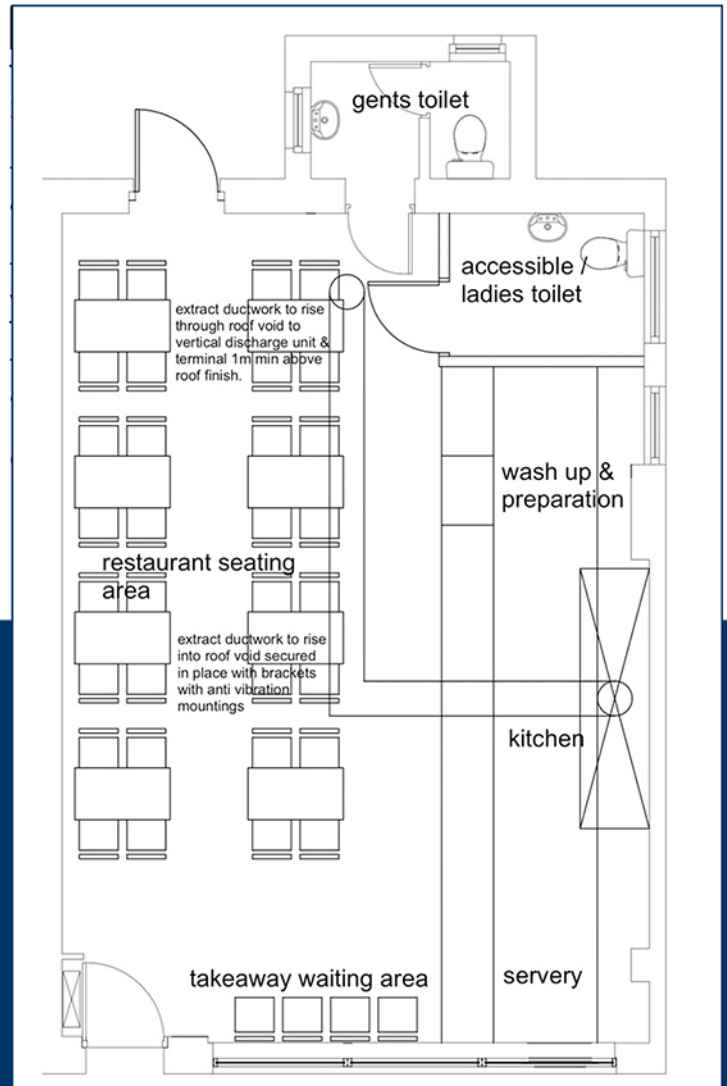 gents toilet
accessible /
ladies toilet
extract ductwork to rise
through roof void to
vertical discharge unit &
terminal 1m min above
roof finish.
wash up &
preparation
restaurant seating
area
extract ductwork to rise
into roof void secured
in place with brackets
with anti vibration
mountings
kitchen
takeaway waiting area
servery